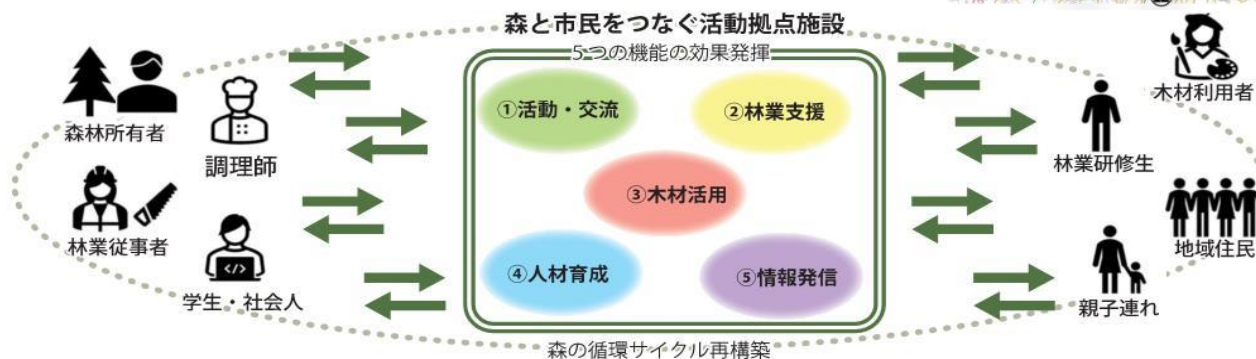 森と市民をつなぐ活動拠点施設
5つの機能の効果発揮
①活動・交流
②林業支援
③木材活用
④人材育成
⑤情報発信
森林所有者
調理師
林業従事者
学生・社会人
木材利用者
林業研修生
地域住民
親子連れ
森の循環サイクル再構築